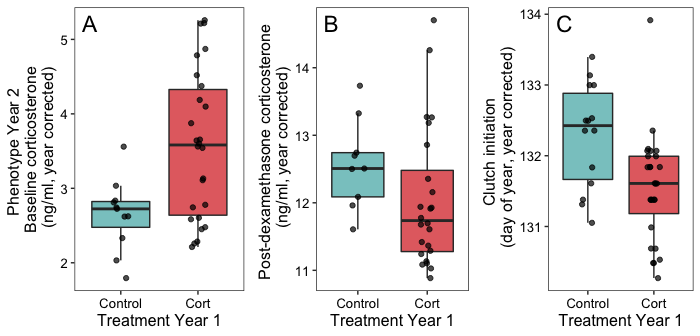 A
Phenotype Year 2
Baseline corticosterone
(ng/ml, year corrected)
5
4
3
2
Control
Cort
Treatment Year 1
B
Post-dexamethasone corticosterone
(ng/ml, year corrected)
14
13
12
11
Control
Cort
Treatment Year 1
C
Clutch initiation
(day of year, year corrected)
134
133
132
131
Control
Cort
Treatment Year 1